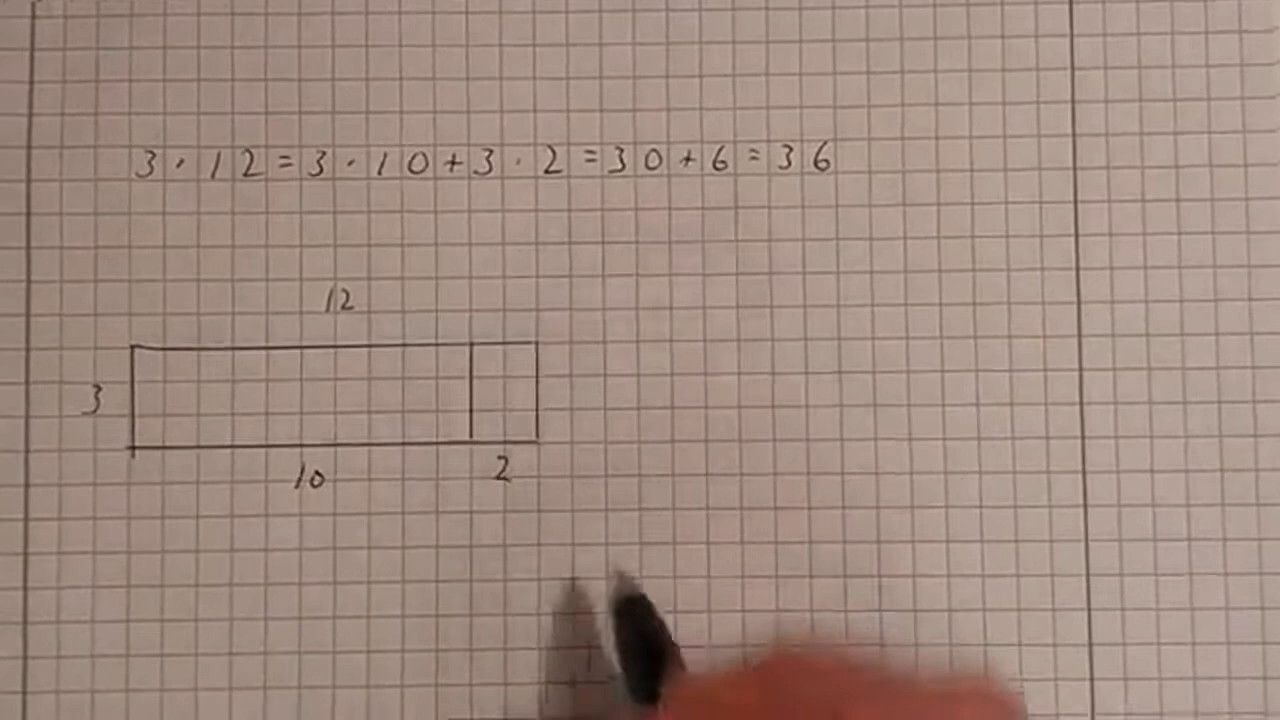 3 · 12 = 3 · 10 + 3 · 2 = 30 + 6 = 36
12
3
10
2